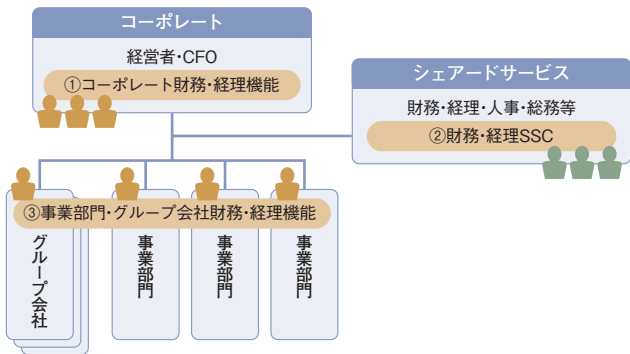 コーポレート
経営者・CFO
①コーポレート財務・経理機能
シェアードサービス
財務・経理・人事・総務等
②財務・経理SSC
③事業部門・グループ会社財務・経理機能
グループ会社
事業部門
事業部門
事業部門